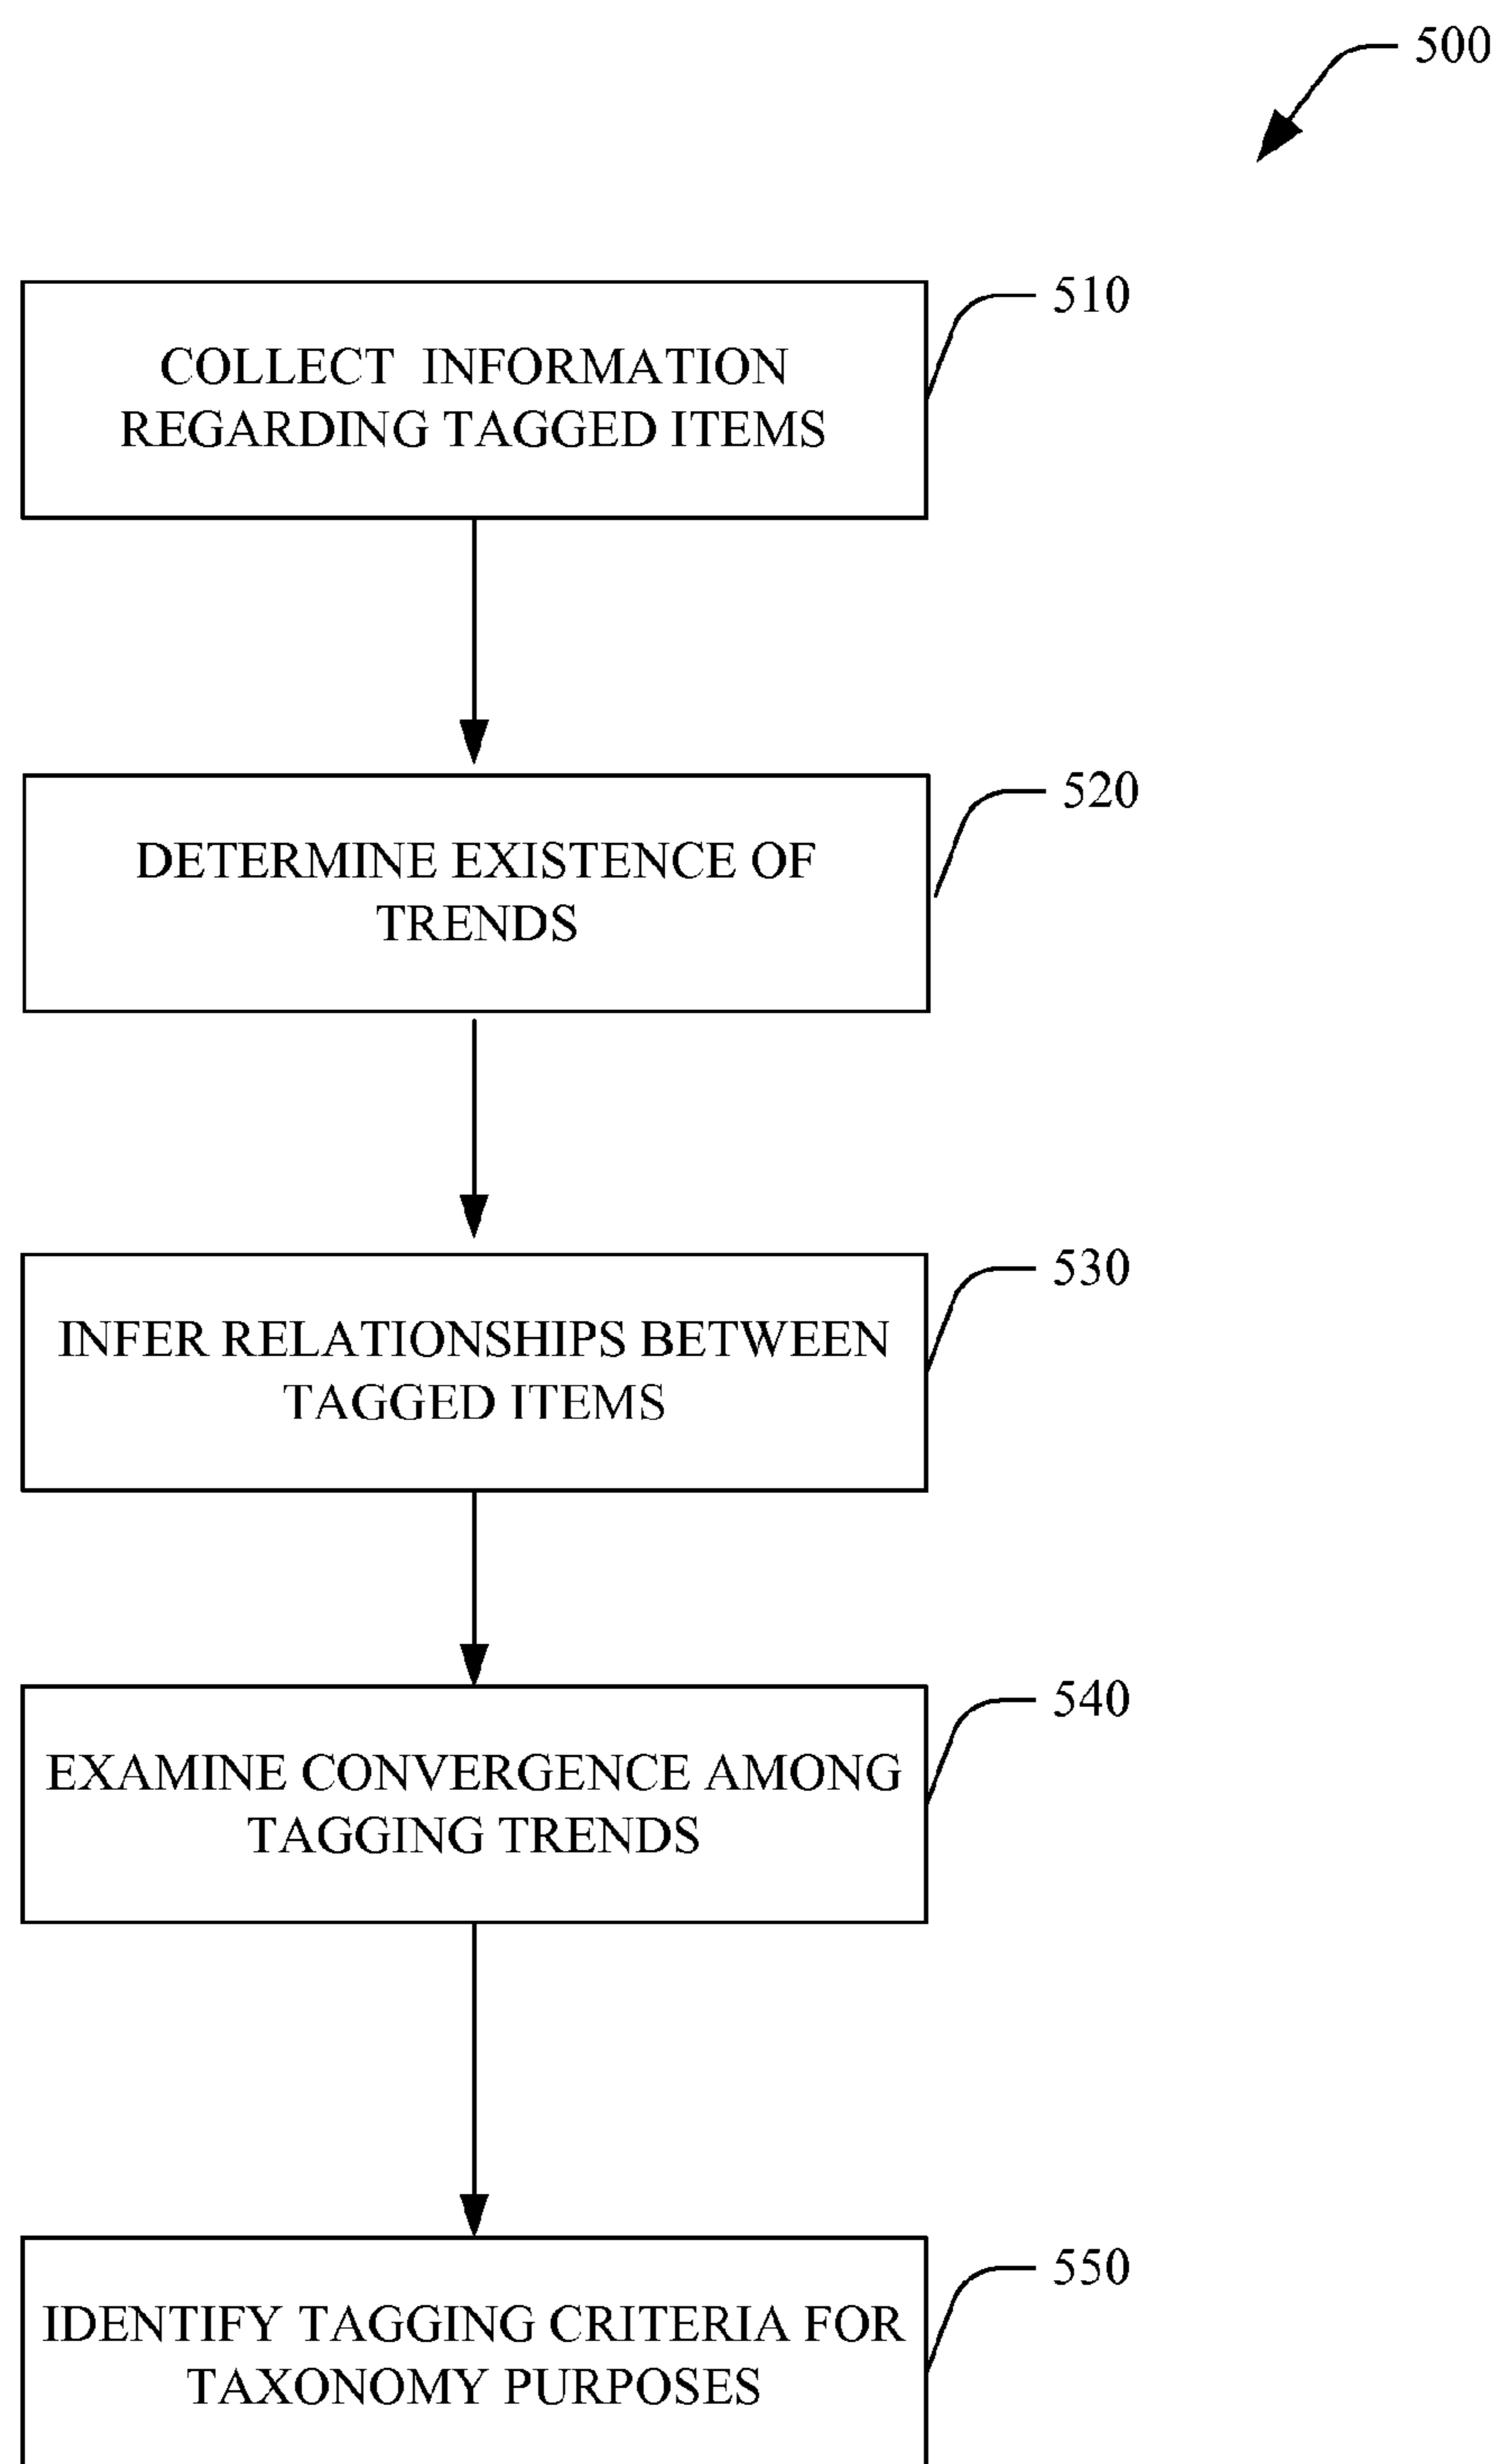 500
510
COLLECT INFORMATION
REGARDING TAGGED ITEMS
520
DETERMINE EXISTENCE OF
TRENDS
530
INFER RELATIONSHIPS BETWEEN
TAGGED ITEMS
540
EXAMINE CONVERGENCE AMONG
TAGGING TRENDS
550
IDENTIFY TAGGING CRITERIA FOR
TAXONOMY PURPOSES